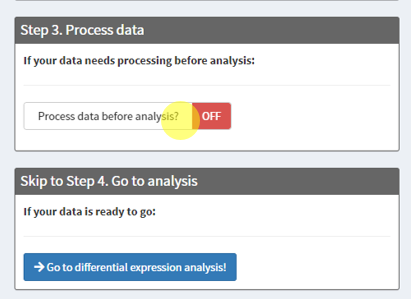 Step 3. Process data
If your data needs processing before analysis:
Process data before analysis? OFF
Skip to Step 4. Go to analysis
If your data is ready to go:
→ Go to differential expression analysis!